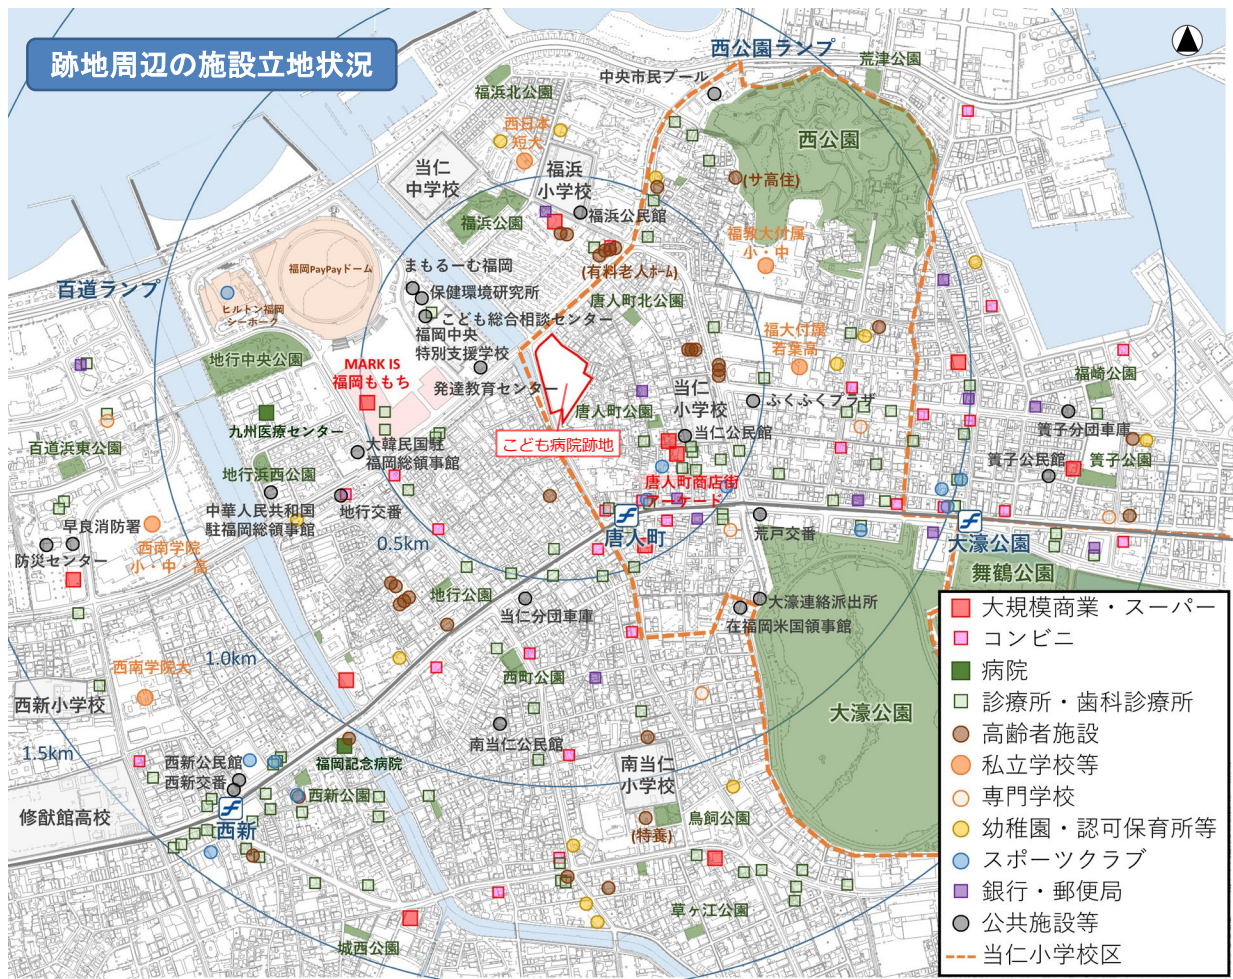 跡地周辺の施設立地状況
西公園ランプ
荒津公園
中央市民プール
福浜北公園
西日本
短大
西公園
当仁
中学校
福浜
小学校
(サ高住)
福浜公民館
福浜公園
福教大付属
小・中
福岡PayPayドーム
まもるーむ福岡
(有料老人ﾎｰﾑ)
百道ランプ
保健環境研究所
唐人町北公園
ヒルトン福岡
シーホーク
こども総合相談センター
福岡中央
特別支援学校
福大付属
若葉高
地行中央公園
MARK IS
福岡ももち
発達教育センター
福崎公園
当仁
小学校
ふくふくプラザ
唐人町公園
九州医療センター
こども病院跡地
当仁公民館
簀子分団車庫
百道浜東公園
大韓民国駐
福岡総領事館
簀子公民館
簀子公園
地行浜西公園
唐人町商店街
アーケード
中華人民共和国
駐福岡総領事館
地行交番
早良消防署
唐人町
荒戸交番
大濠公園
防災センター
西南学院
小・中・高
0.5km
舞鶴公園
地行公園
当仁分団車庫
大濠連絡派出所
在福岡米国領事館
大規模商業・スーパー
コンビニ
病院
診療所・歯科診療所
高齢者施設
私立学校等
専門学校
幼稚園・認可保育所等
スポーツクラブ
銀行・郵便局
公共施設等
当仁小学校区
1.0km
西南学院大
西町公園
西新小学校
大濠公園
1.5km
南当仁公民館
西新公民館
西新交番
福岡記念病院
南当仁
小学校
西新公園
修猷館高校
西新
鳥飼公園
(特養)
草ヶ江公園
城西公園